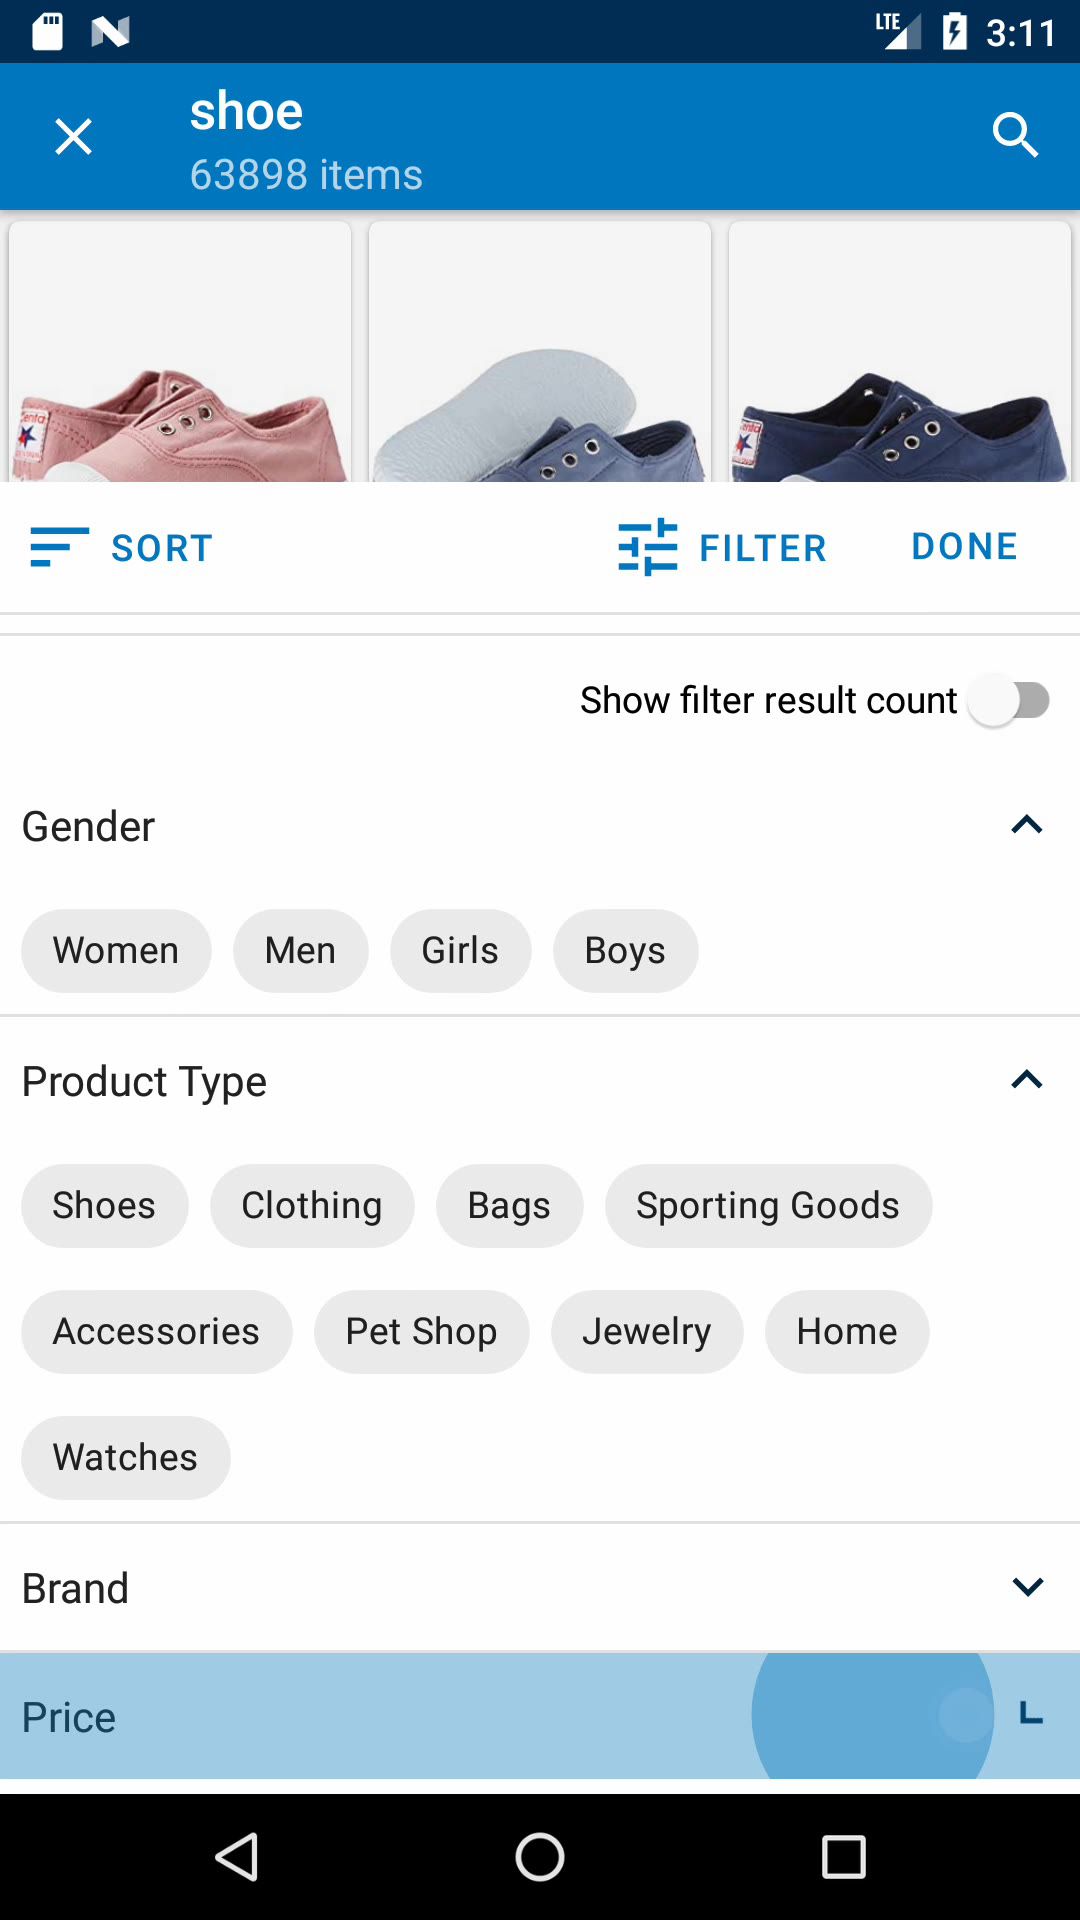 LTE 3:11
shoe
63898 items
SORT FILTER DONE
Show filter result count
Gender
Women Men Girls Boys
Product Type
Shoes Clothing Bags Sporting Goods
Accessories Pet Shop Jewelry Home
Watches
Brand
Price